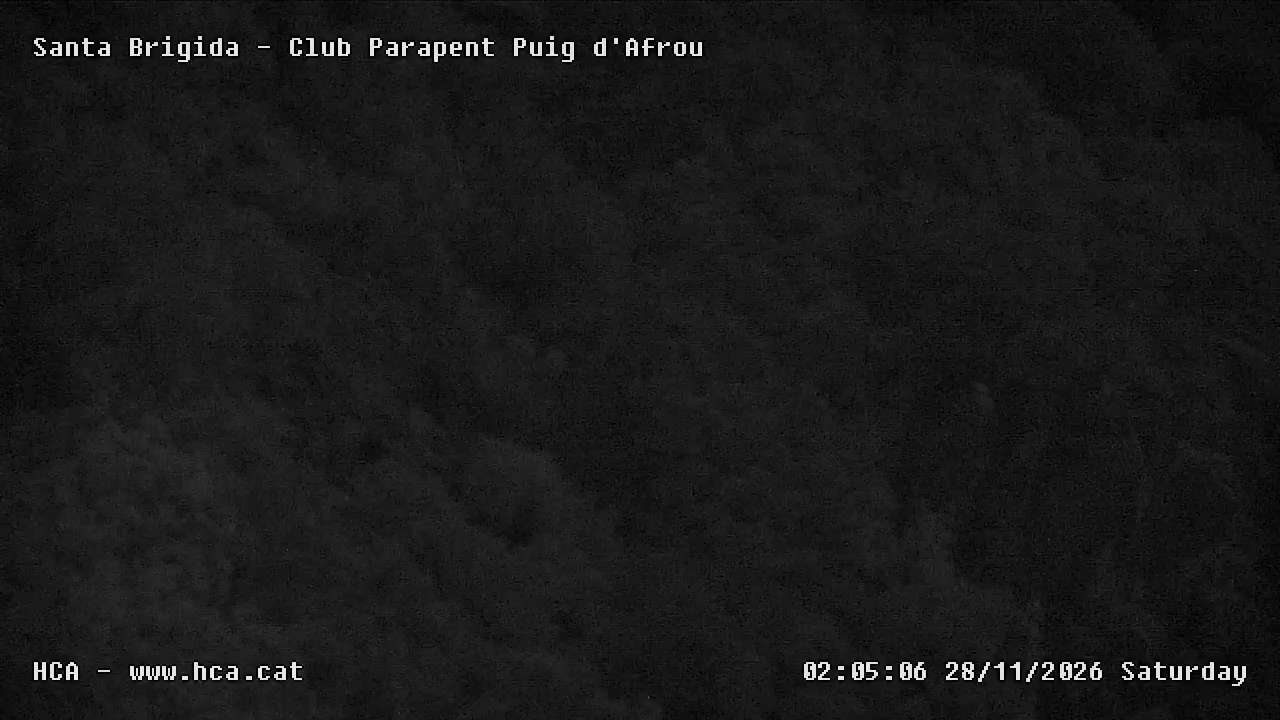 Santa Brigida - Club Parapent Puig d'Afrou
HCA - www.hca.cat
02:05:06 28/11/2026 Saturday